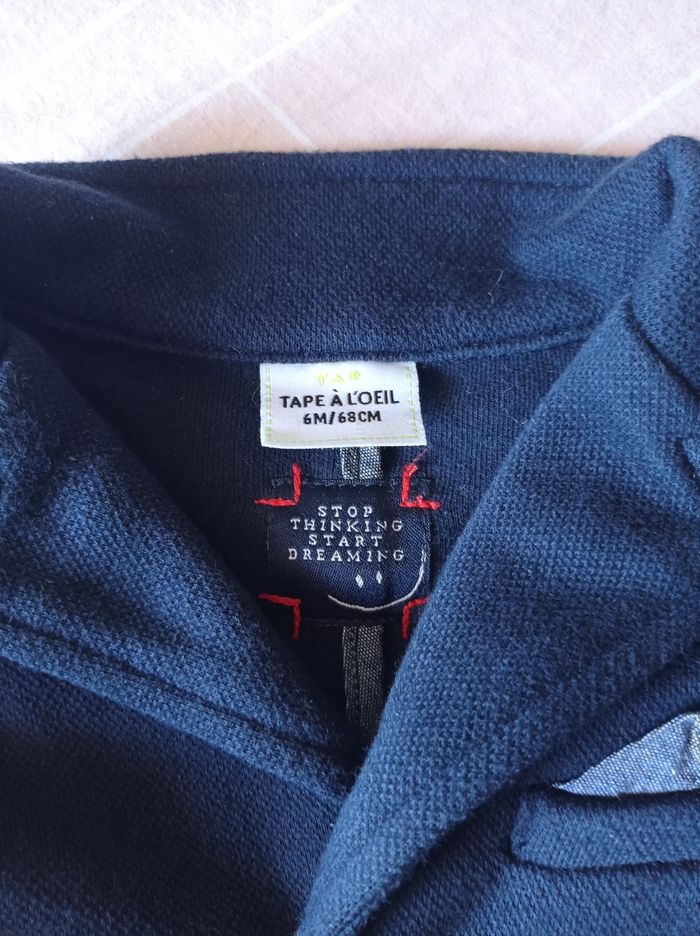 TAO
TAPE À L'OEIL
6M/68CM
STOP
THINKING
START
DREAMING